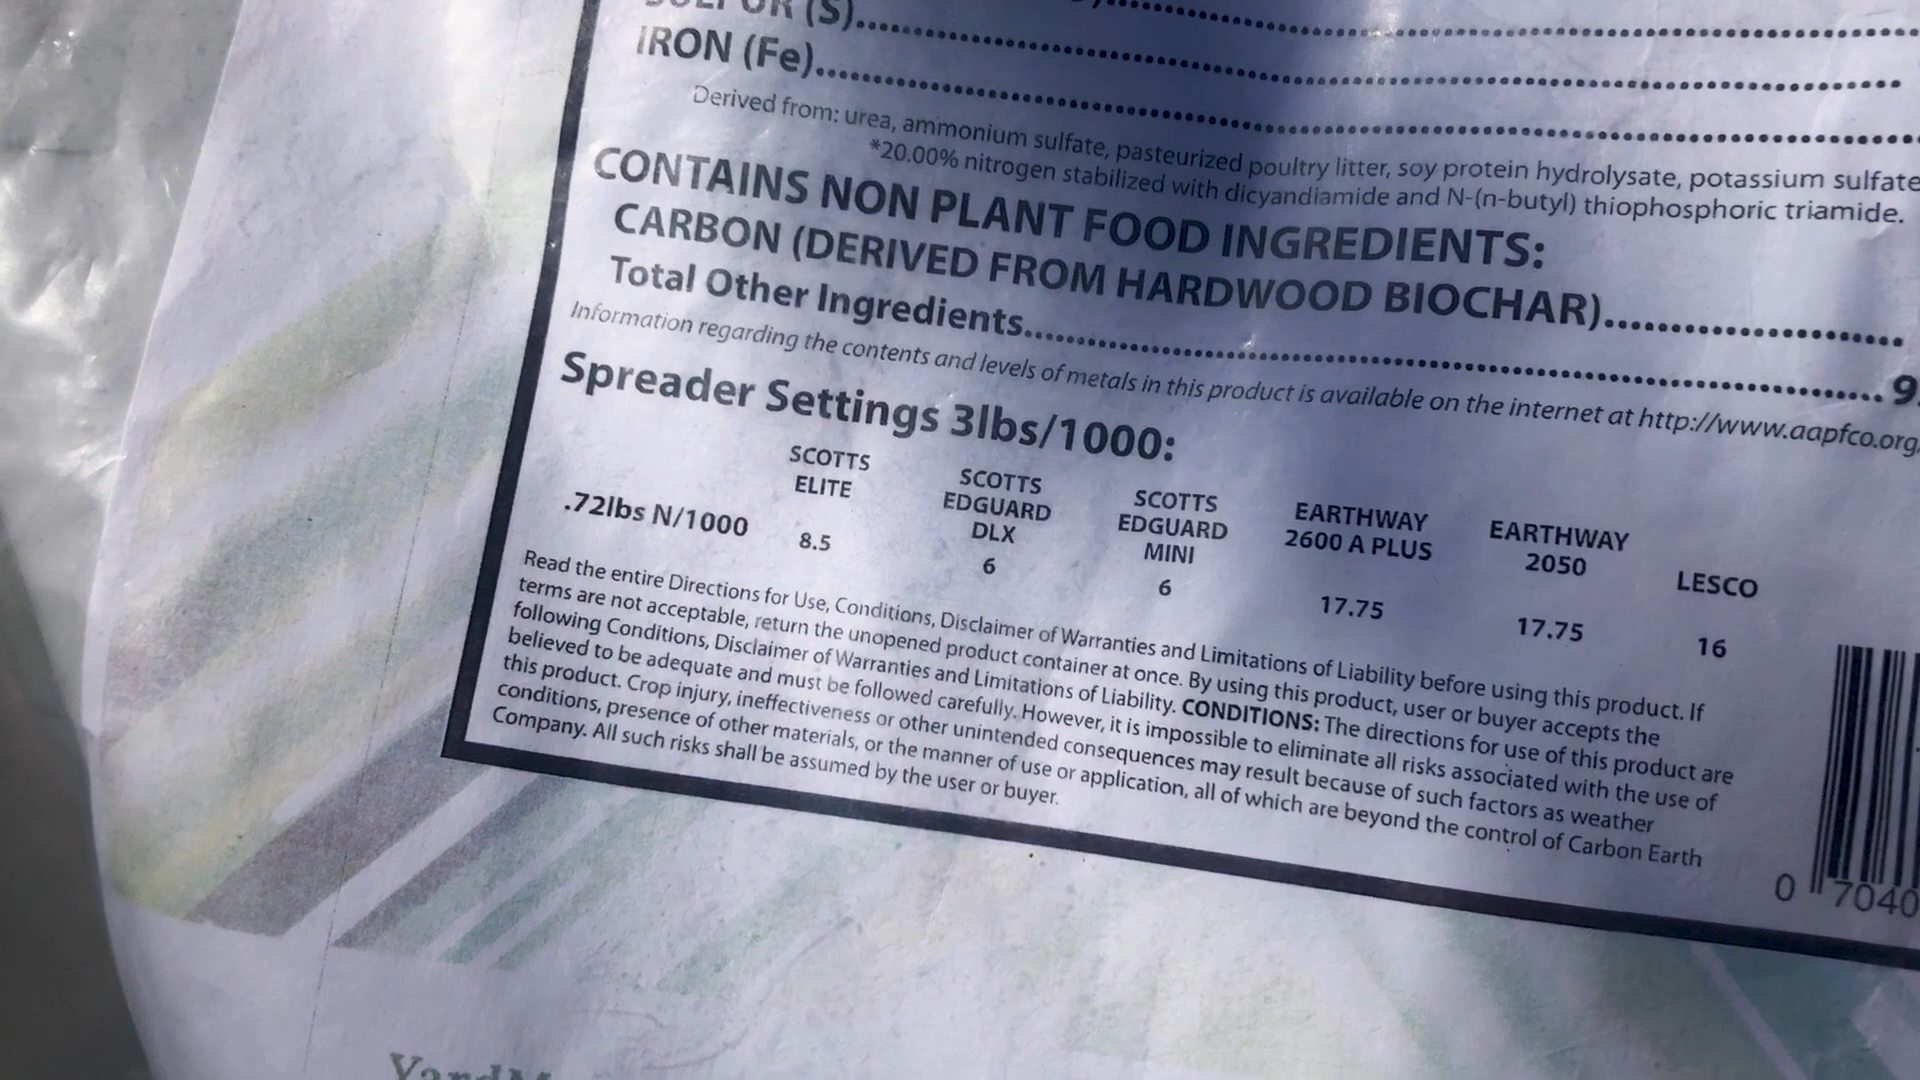 SULFUR (S)........................................
IRON (Fe)........................................
Derived from: urea, ammonium sulfate, pasteurized poultry litter, soy protein hydrolysate, potassium sulfate
*20.00% nitrogen stabilized with dicyandiamide and N-(n-butyl) thiophosphoric triamide.
CONTAINS NON PLANT FOOD INGREDIENTS:
CARBON (DERIVED FROM HARDWOOD BIOCHAR)....................
Total Other Ingredients........................................9.
Information regarding the contents and levels of metals in this product is available on the internet at http://www.aapfco.org
Spreader Settings 3lbs/1000:
SCOTTS ELITE SCOTTS EDGUARD DLX SCOTTS EDGUARD MINI EARTHWAY 2600 A PLUS EARTHWAY 2050 LESCO
.72lbs N/1000 8.5 6 6 17.75 17.75 16
Read the entire Directions for Use, Conditions, Disclaimer of Warranties and Limitations of Liability before using this product. If
terms are not acceptable, return the unopened product container at once. By using this product, user or buyer accepts the
following Conditions, Disclaimer of Warranties and Limitations of Liability. CONDITIONS: The directions for use of this product are
believed to be adequate and must be followed carefully. However, it is impossible to eliminate all risks associated with the use of
this product. Crop injury, ineffectiveness or other unintended consequences may result because of such factors as weather
conditions, presence of other materials, or the manner of use or application, all of which are beyond the control of Carbon Earth
Company. All such risks shall be assumed by the user or buyer.
0 7040